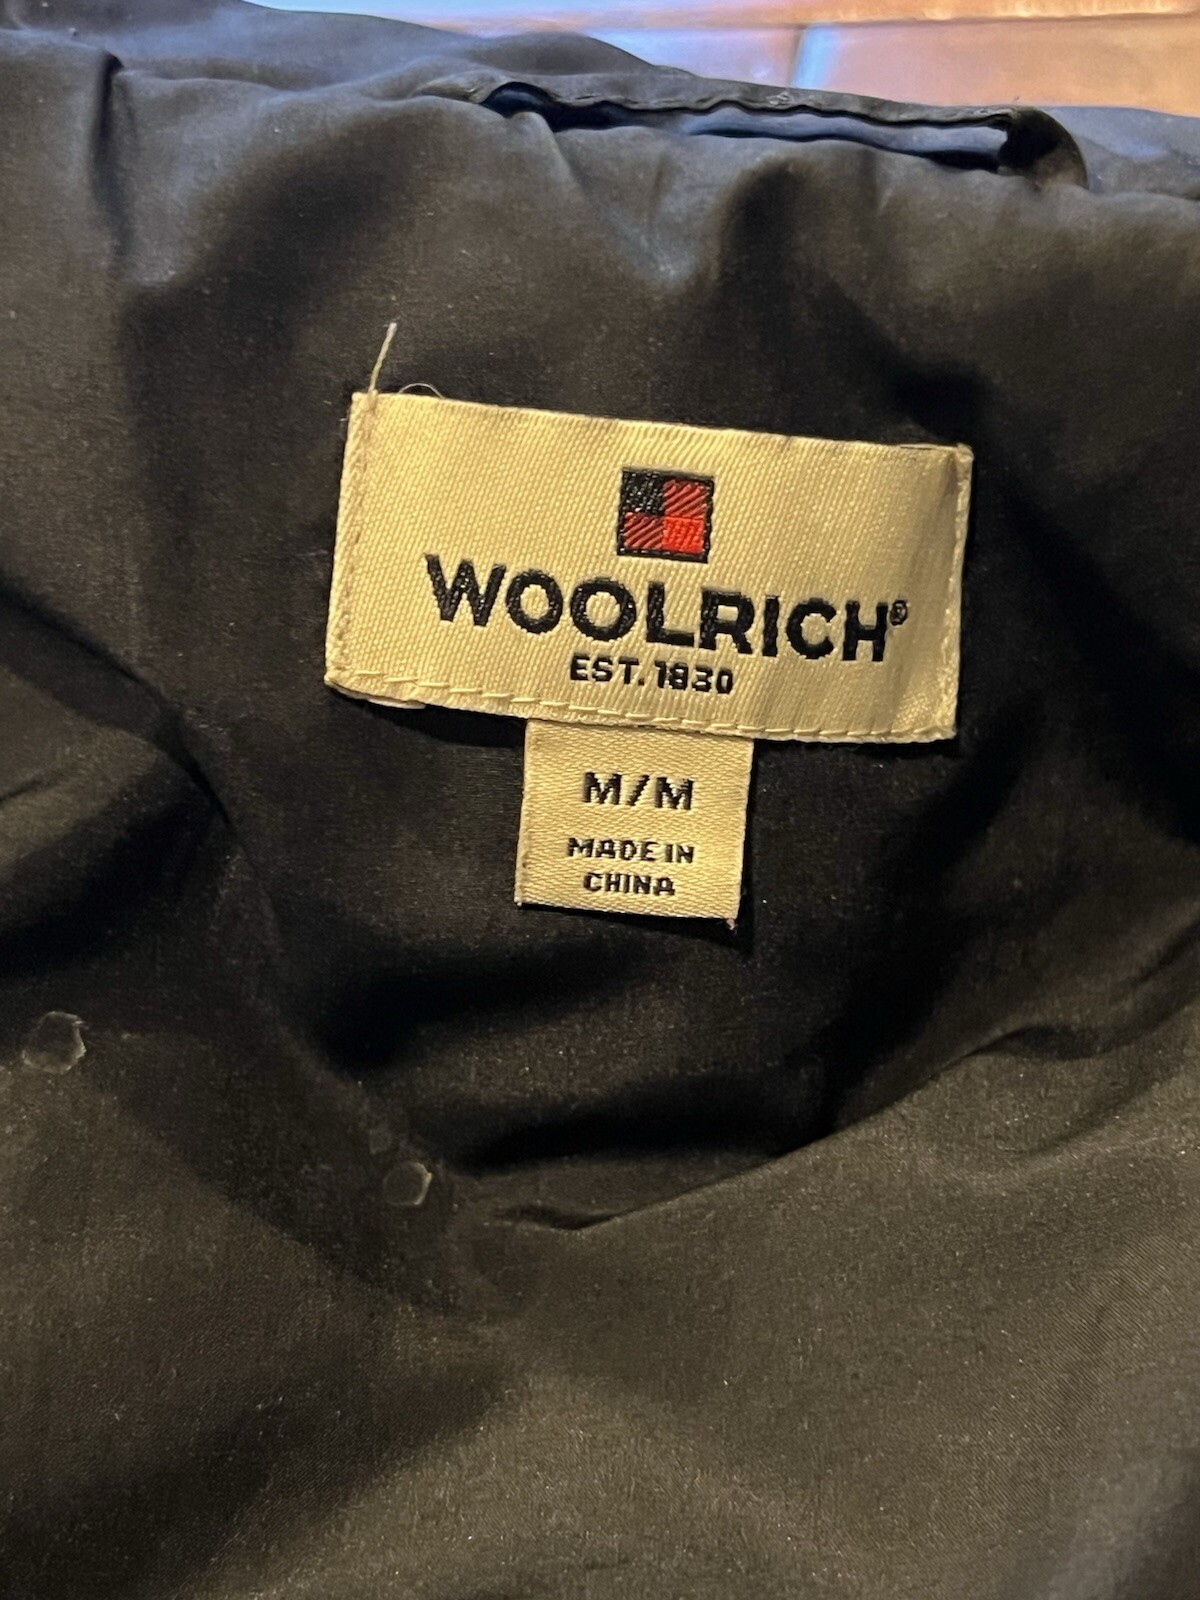 WOOLRICH®
EST. 1830
M/M
MADE IN
CHINA